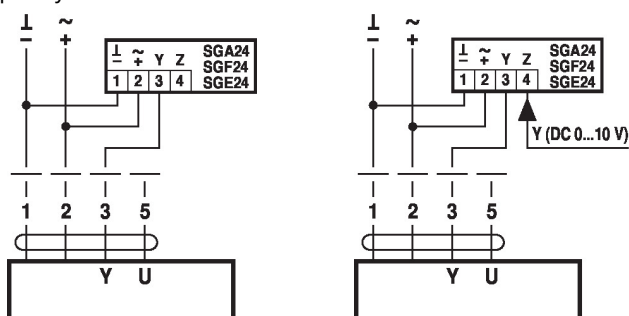 ⊥ ~
– +
⊥ ~ Y Z SGA24
– + SGF24
1 2 3 4 SGE24
1 2 3 5
Y U
⊥ ~
– +
⊥ ~ Y Z SGA24
– + SGF24
1 2 3 4 SGE24
Y (DC 0...10 V)
1 2 3 5
Y U